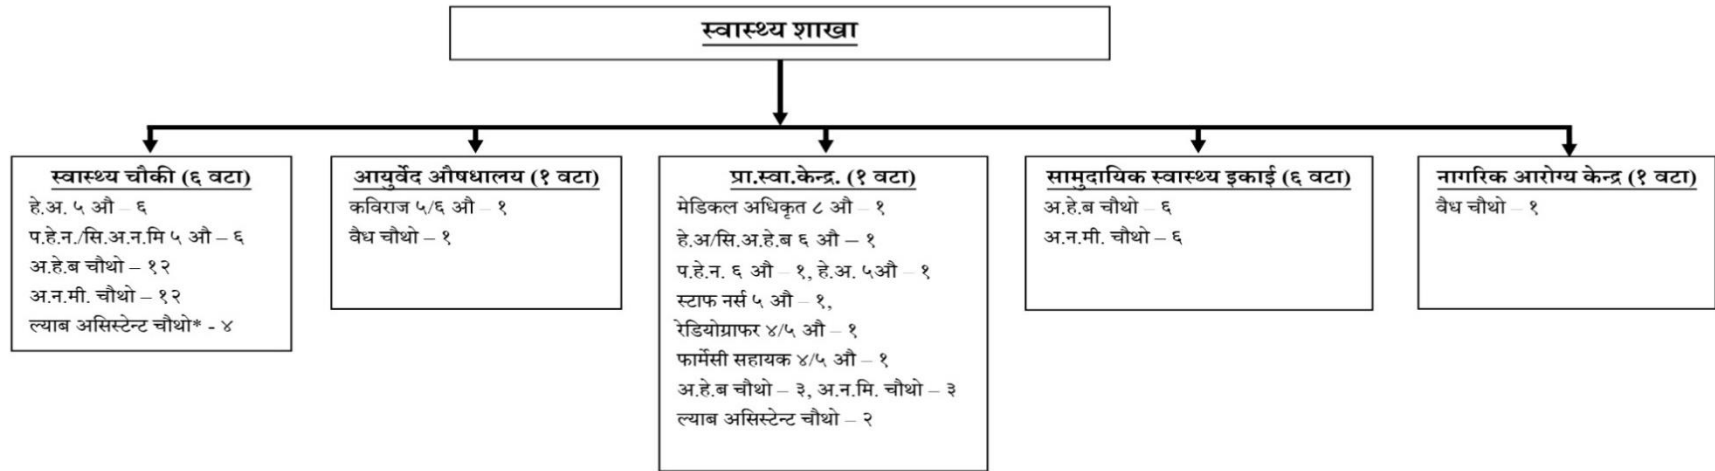 स्वास्थ्य शाखा
स्वास्थ्य चौकी (६ वटा)
हे.अ. ५ औ – ६
प.हे.न./सि.अ.न.मि ५ औ – ६
अ.हे.ब चौथो – १२
अ.न.मी. चौथो – १२
ल्याब असिस्टेन्ट चौथो* - ४
आयुर्वेद औषधालय (१ वटा)
कविराज ५/६ औ – १
वैध चौथो – १
प्रा.स्वा.केन्द्र. (१ वटा)
मेडिकल अधिकृत ८ औ – १
हे.अ/सि.अ.हे.ब ६ औ – १
प.हे.न. ६ औ – १, हे.अ. ५औ – १
स्टाफ नर्स ५ औ – १,
रेडियोग्राफर ४/५ औ – १
फार्मेसी सहायक ४/५ औ – १
अ.हे.ब चौथो – ३, अ.न.मि. चौथो – ३
ल्याब असिस्टेन्ट चौथो – २
सामुदायिक स्वास्थ्य इकाई (६ वटा)
अ.हे.ब चौथो – ६
अ.न.मी. चौथो – ६
नागरिक आरोग्य केन्द्र (१ वटा)
वैध चौथो – १